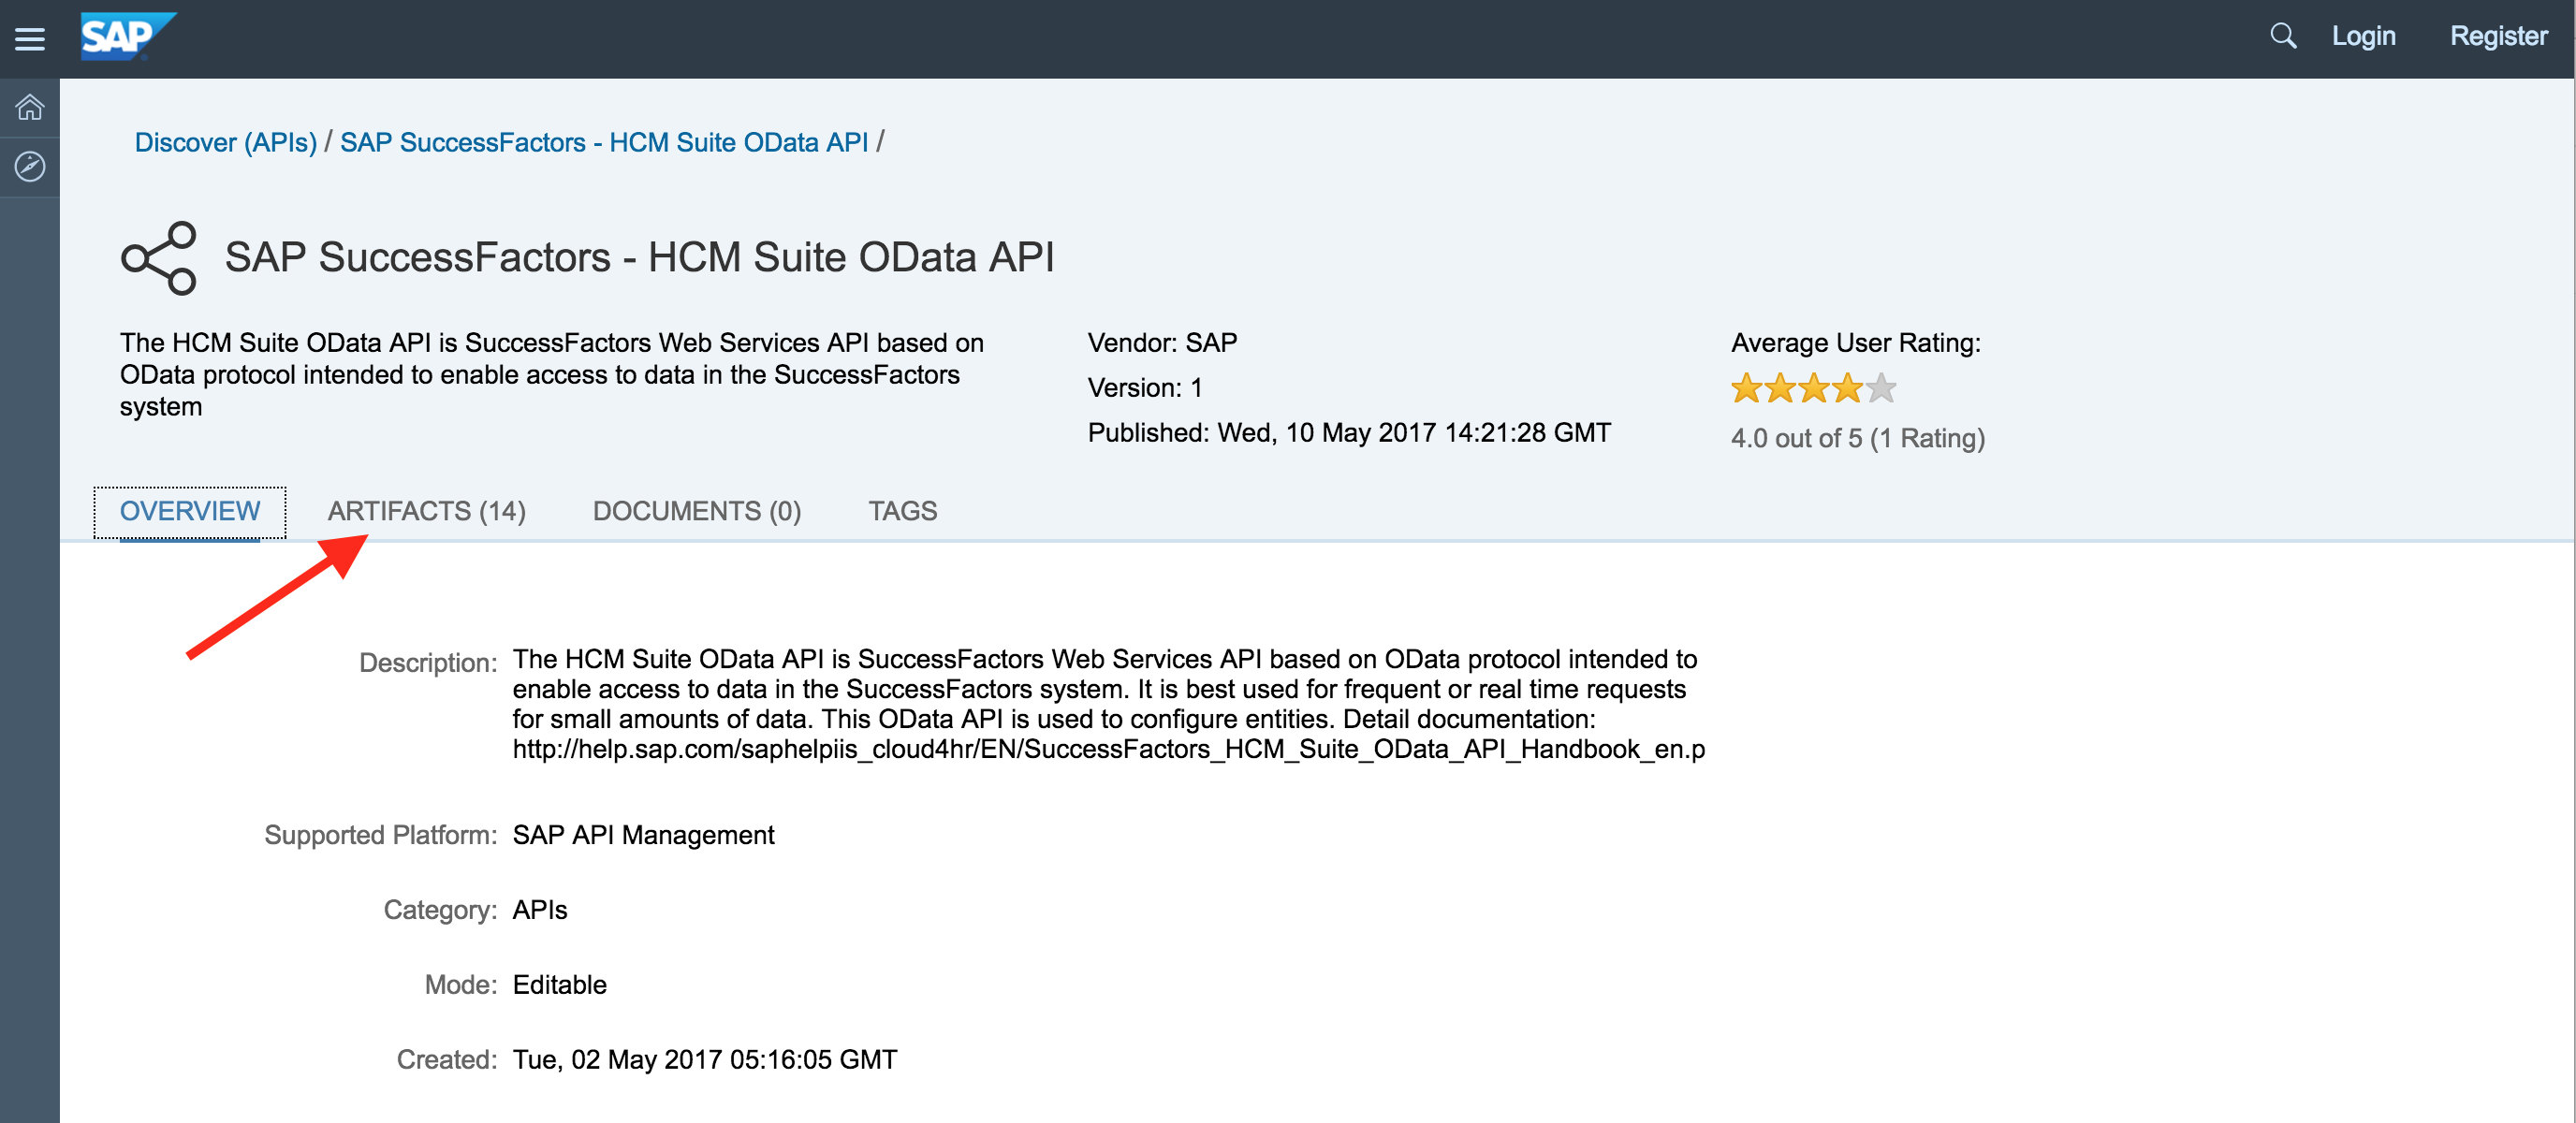 SAP
Login
Register
Discover (APIs) / SAP SuccessFactors - HCM Suite OData API /
SAP SuccessFactors - HCM Suite OData API
The HCM Suite OData API is SuccessFactors Web Services API based on
OData protocol intended to enable access to data in the SuccessFactors
system
Vendor: SAP
Version: 1
Published: Wed, 10 May 2017 14:21:28 GMT
Average User Rating:
4.0 out of 5 (1 Rating)
OVERVIEW
ARTIFACTS (14)
DOCUMENTS (0)
TAGS
Description: The HCM Suite OData API is SuccessFactors Web Services API based on OData protocol intended to
enable access to data in the SuccessFactors system. It is best used for frequent or real time requests
for small amounts of data. This OData API is used to configure entities. Detail documentation:
http://help.sap.com/saphelpiis_cloud4hr/EN/SuccessFactors_HCM_Suite_OData_API_Handbook_en.p
Supported Platform: SAP API Management
Category: APIs
Mode: Editable
Created: Tue, 02 May 2017 05:16:05 GMT